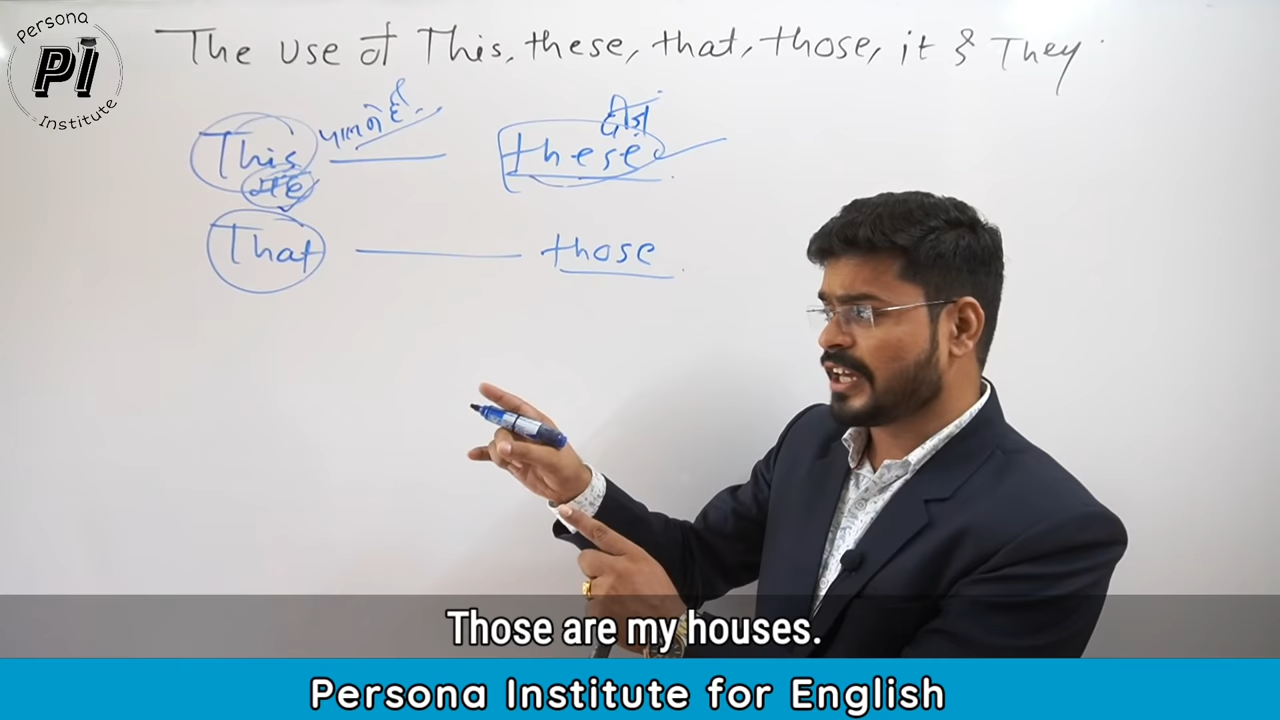 Persona
PI
Institute
The use of This, these, that, those, it & They
This these
That those
Those are my houses.
Persona Institute for English